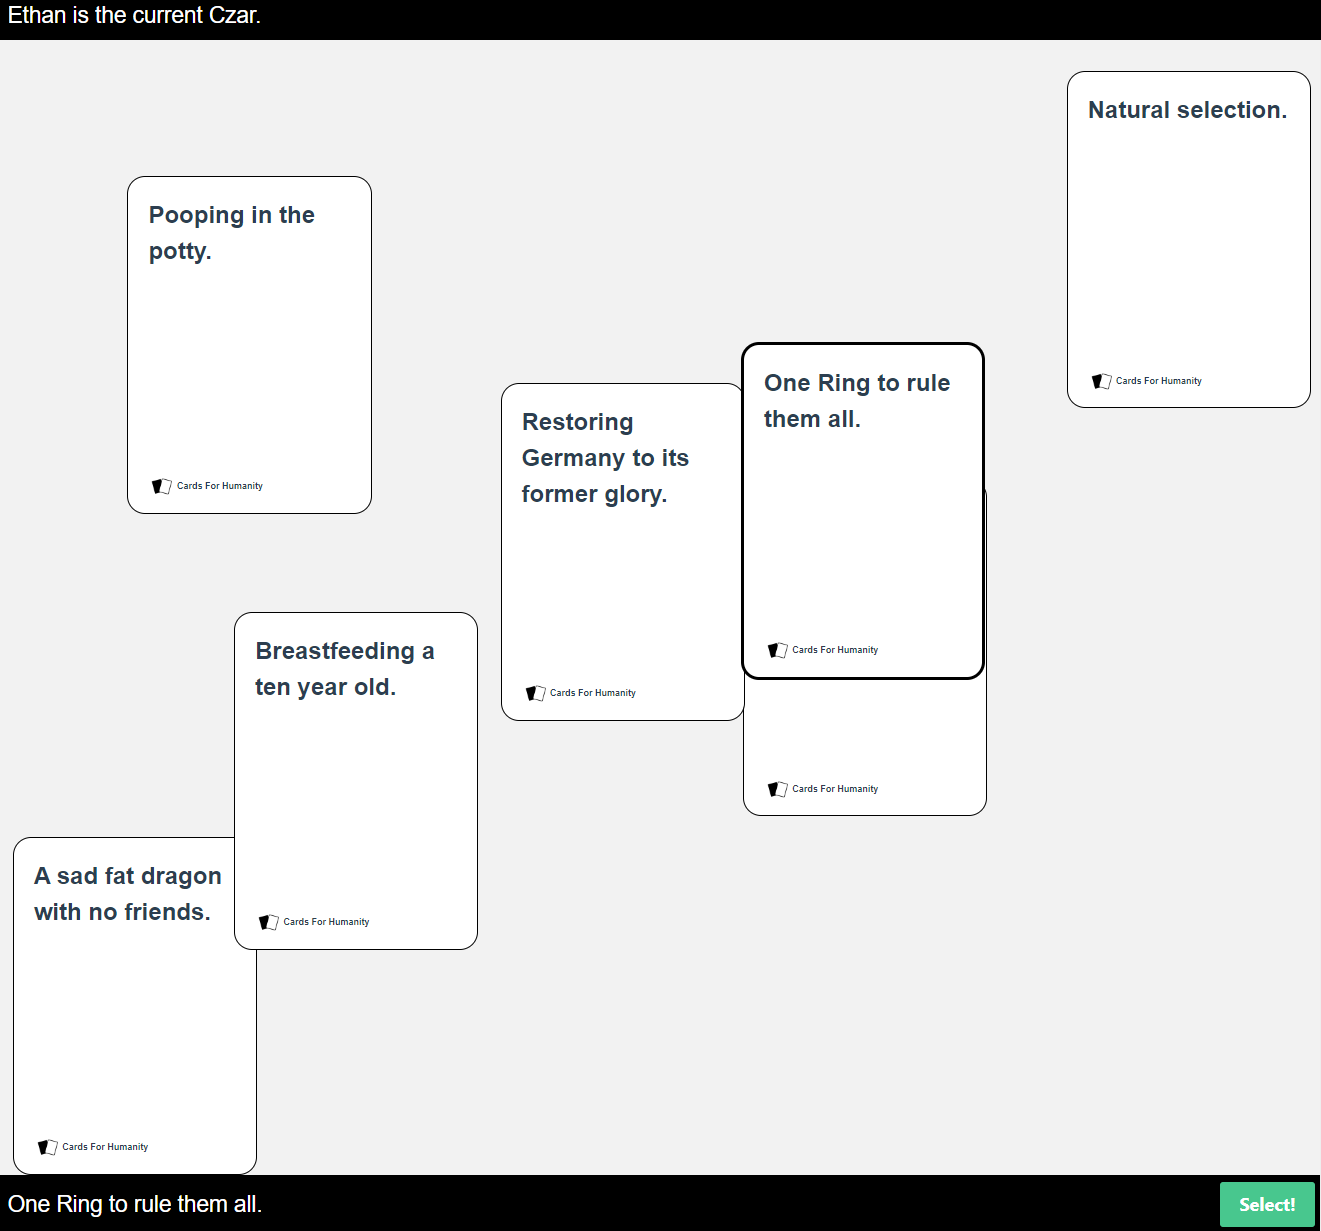 Ethan is the current Czar.
Natural selection.
Cards For Humanity
Pooping in the
potty.
Cards For Humanity
One Ring to rule
them all.
Cards For Humanity
Restoring
Germany to its
former glory.
Cards For Humanity
Cards For Humanity
Breastfeeding a
ten year old.
Cards For Humanity
A sad fat dragon
with no friends.
Cards For Humanity
One Ring to rule them all.
Select!